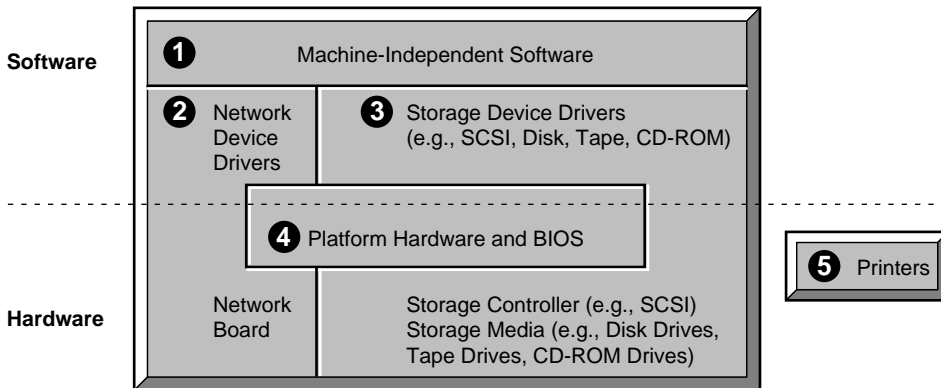 Software
1 Machine-Independent Software
2 Network
Device
Drivers
3 Storage Device Drivers
(e.g., SCSI, Disk, Tape, CD-ROM)
4 Platform Hardware and BIOS
5 Printers
Hardware
Network
Board
Storage Controller (e.g., SCSI)
Storage Media (e.g., Disk Drives,
Tape Drives, CD-ROM Drives)